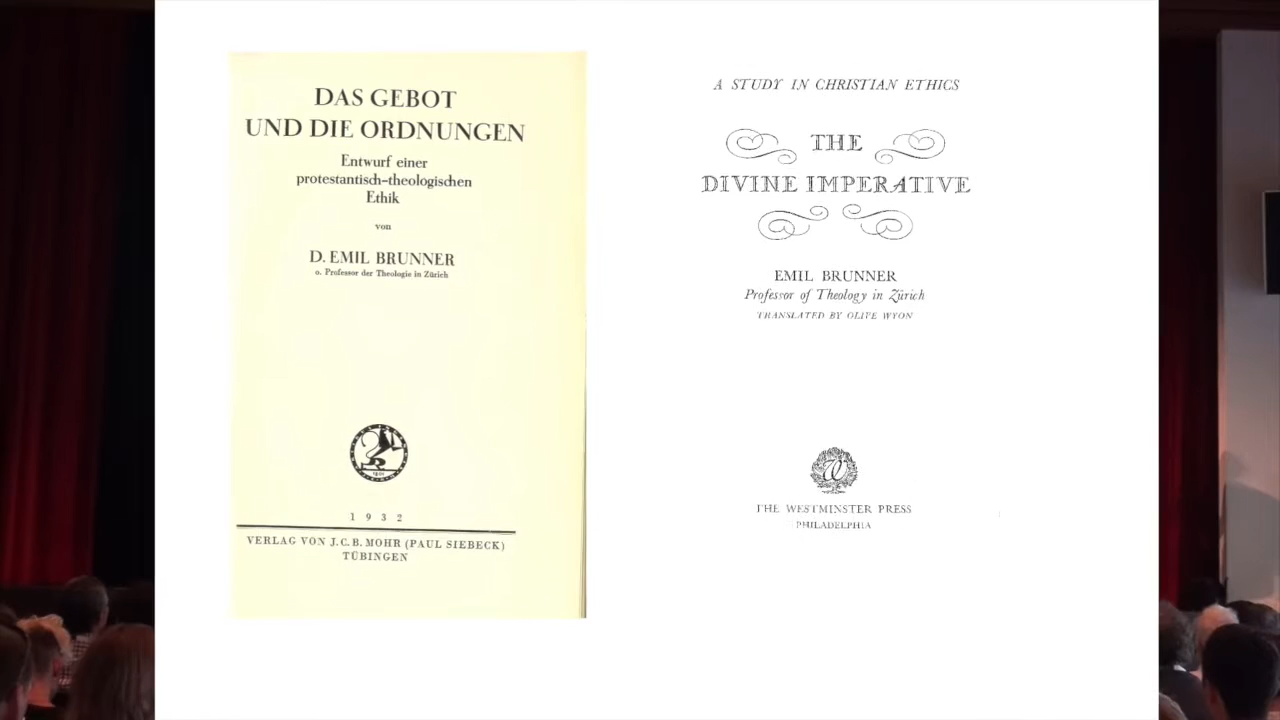 DAS GEBOT
UND DIE ORDNUNGEN
Entwurf einer
protestantisch-theologischen
Ethik
von
D. EMIL BRUNNER
o. Professor der Theologie in Zürich
1932
VERLAG VON J. C. B. MOHR (PAUL SIEBECK)
TÜBINGEN
A STUDY IN CHRISTIAN ETHICS
THE
DIVINE IMPERATIVE
EMIL BRUNNER
Professor of Theology in Zürich
TRANSLATED BY OLIVE WYON
W
THE WESTMINSTER PRESS
PHILADELPHIA